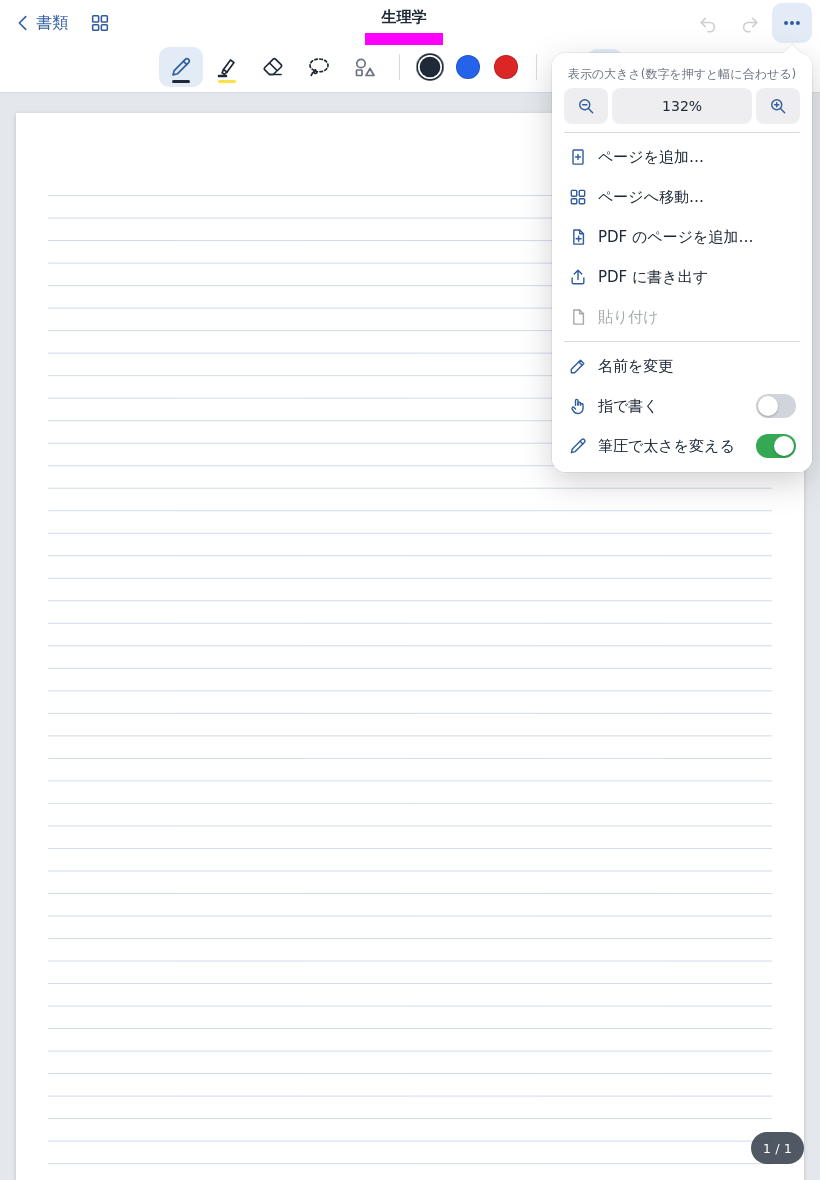 書類
生理学
表示の大きさ(数字を押すと幅に合わせる)
132%
ページを追加…
ページへ移動…
PDF のページを追加…
PDF に書き出す
貼り付け
名前を変更
指で書く
筆圧で太さを変える
1 / 1